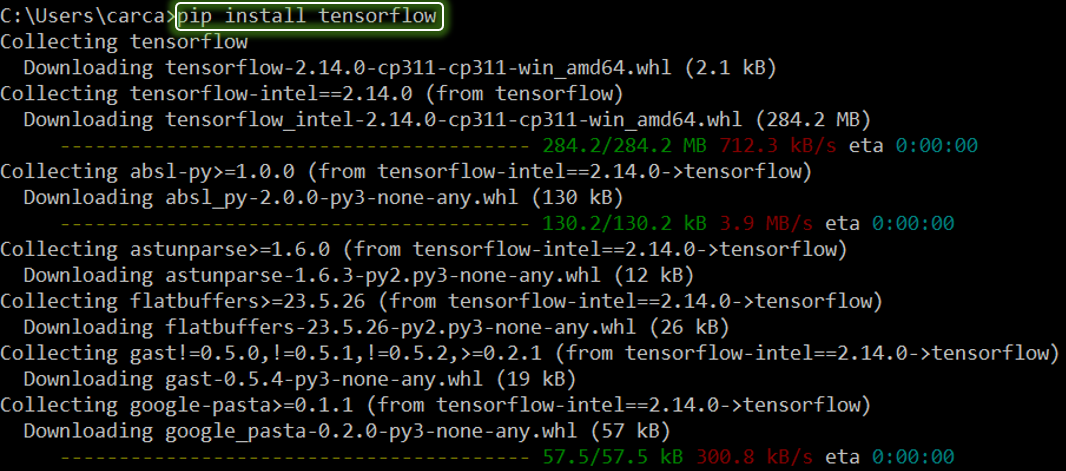 C:\Users\carca>pip install tensorflow
Collecting tensorflow
  Downloading tensorflow-2.14.0-cp311-cp311-win_amd64.whl (2.1 kB)
Collecting tensorflow-intel==2.14.0 (from tensorflow)
  Downloading tensorflow_intel-2.14.0-cp311-cp311-win_amd64.whl (284.2 MB)
     ---------------------------------------- 284.2/284.2 MB 712.3 kB/s eta 0:00:00
Collecting absl-py>=1.0.0 (from tensorflow-intel==2.14.0->tensorflow)
  Downloading absl_py-2.0.0-py3-none-any.whl (130 kB)
     ---------------------------------------- 130.2/130.2 kB 3.9 MB/s eta 0:00:00
Collecting astunparse>=1.6.0 (from tensorflow-intel==2.14.0->tensorflow)
  Downloading astunparse-1.6.3-py2.py3-none-any.whl (12 kB)
Collecting flatbuffers>=23.5.26 (from tensorflow-intel==2.14.0->tensorflow)
  Downloading flatbuffers-23.5.26-py2.py3-none-any.whl (26 kB)
Collecting gast!=0.5.0,!=0.5.1,!=0.5.2,>=0.2.1 (from tensorflow-intel==2.14.0->tensorflow)
  Downloading gast-0.5.4-py3-none-any.whl (19 kB)
Collecting google-pasta>=0.1.1 (from tensorflow-intel==2.14.0->tensorflow)
  Downloading google_pasta-0.2.0-py3-none-any.whl (57 kB)
     ---------------------------------------- 57.5/57.5 kB 300.8 kB/s eta 0:00:00